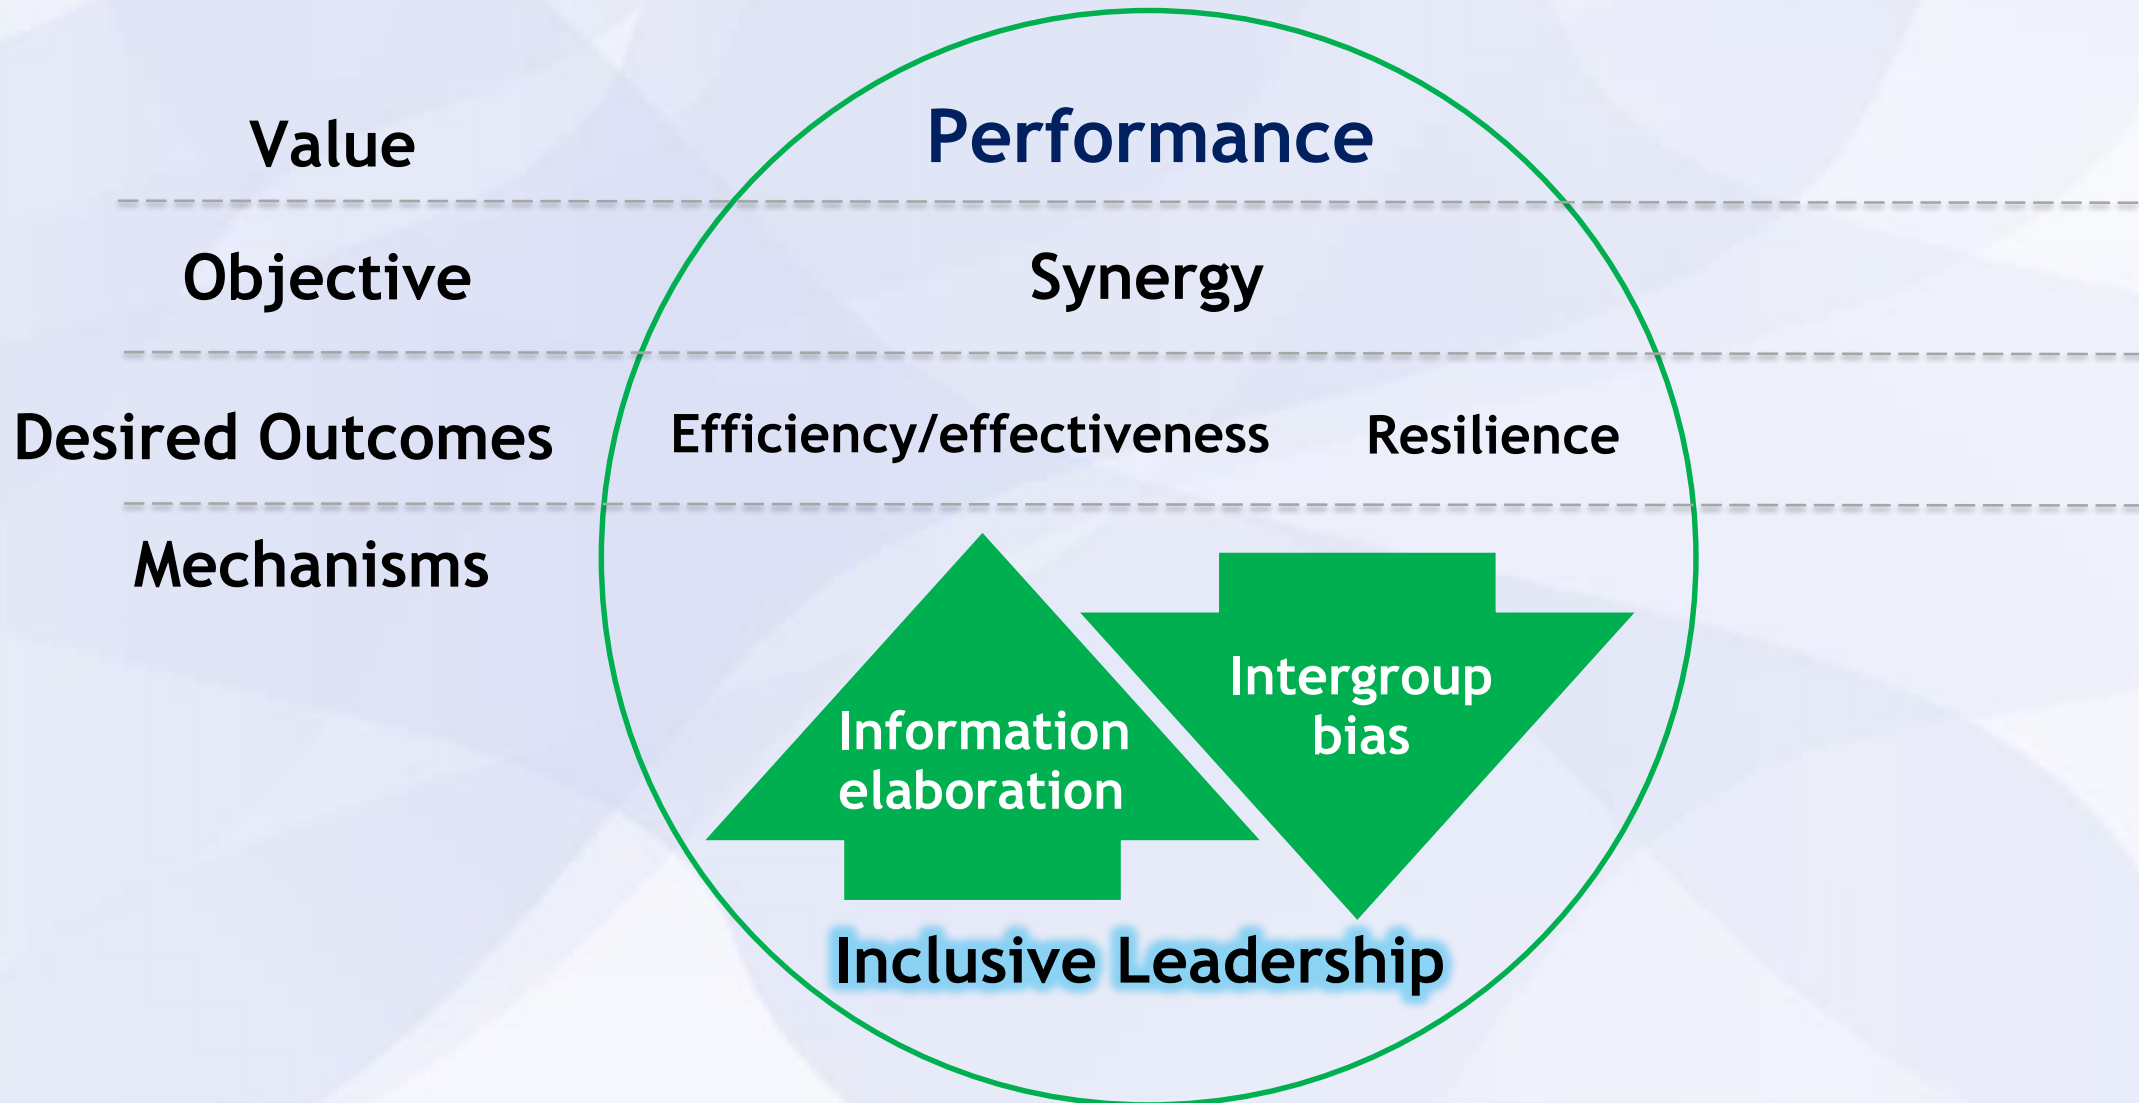 Value
Performance
Objective
Synergy
Desired Outcomes
Efficiency/effectiveness
Resilience
Mechanisms
Information
elaboration
Intergroup
bias
Inclusive Leadership